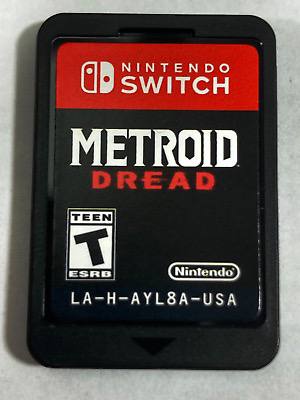 NINTENDO
SWITCH
METROID
DREAD
TEEN
T
ESRB
Nintendo
LA-H-AYL8A-USA